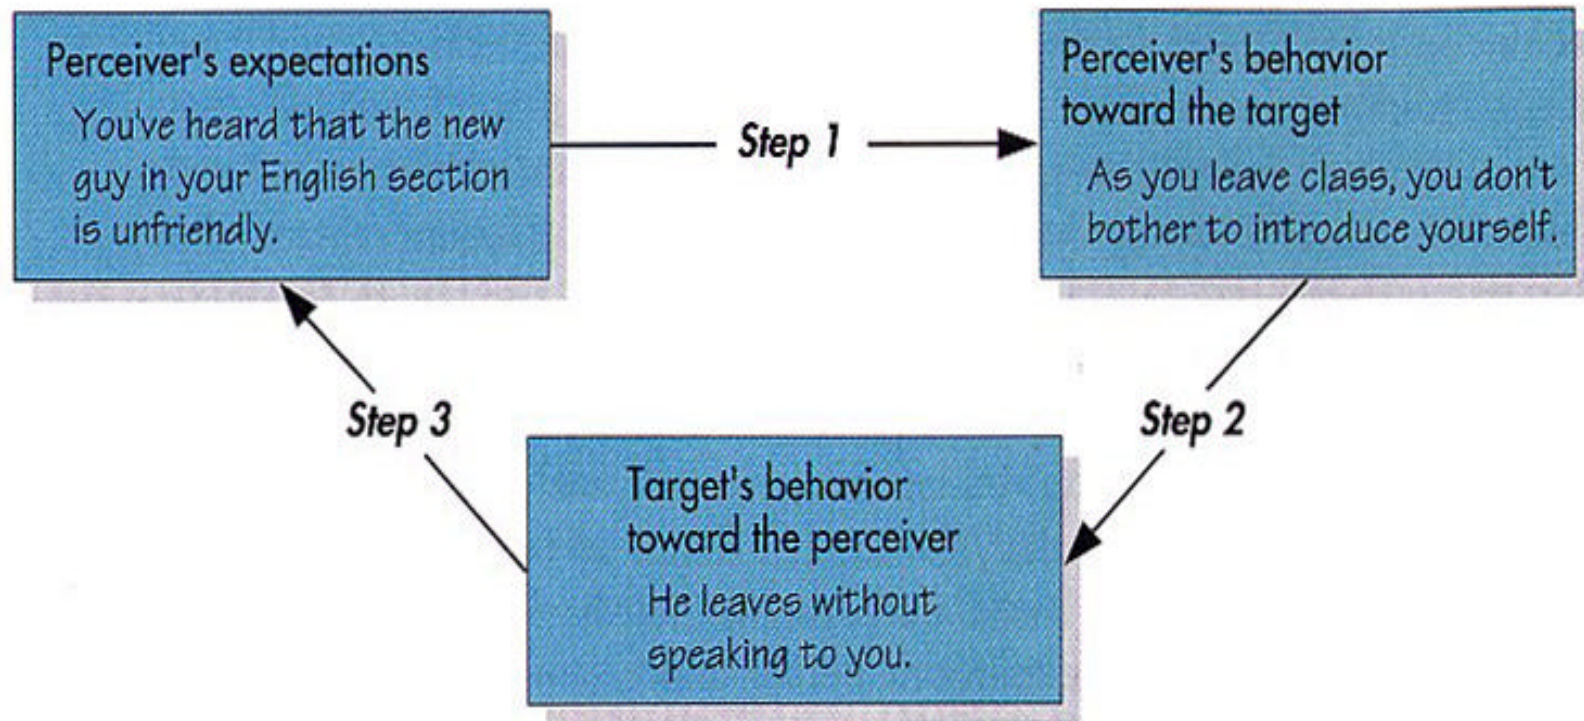 Perceiver's expectations
You've heard that the new
guy in your English section
is unfriendly.
Step 1
Perceiver's behavior
toward the target
As you leave class, you don't
bother to introduce yourself.
Step 2
Target's behavior
toward the perceiver
He leaves without
speaking to you.
Step 3